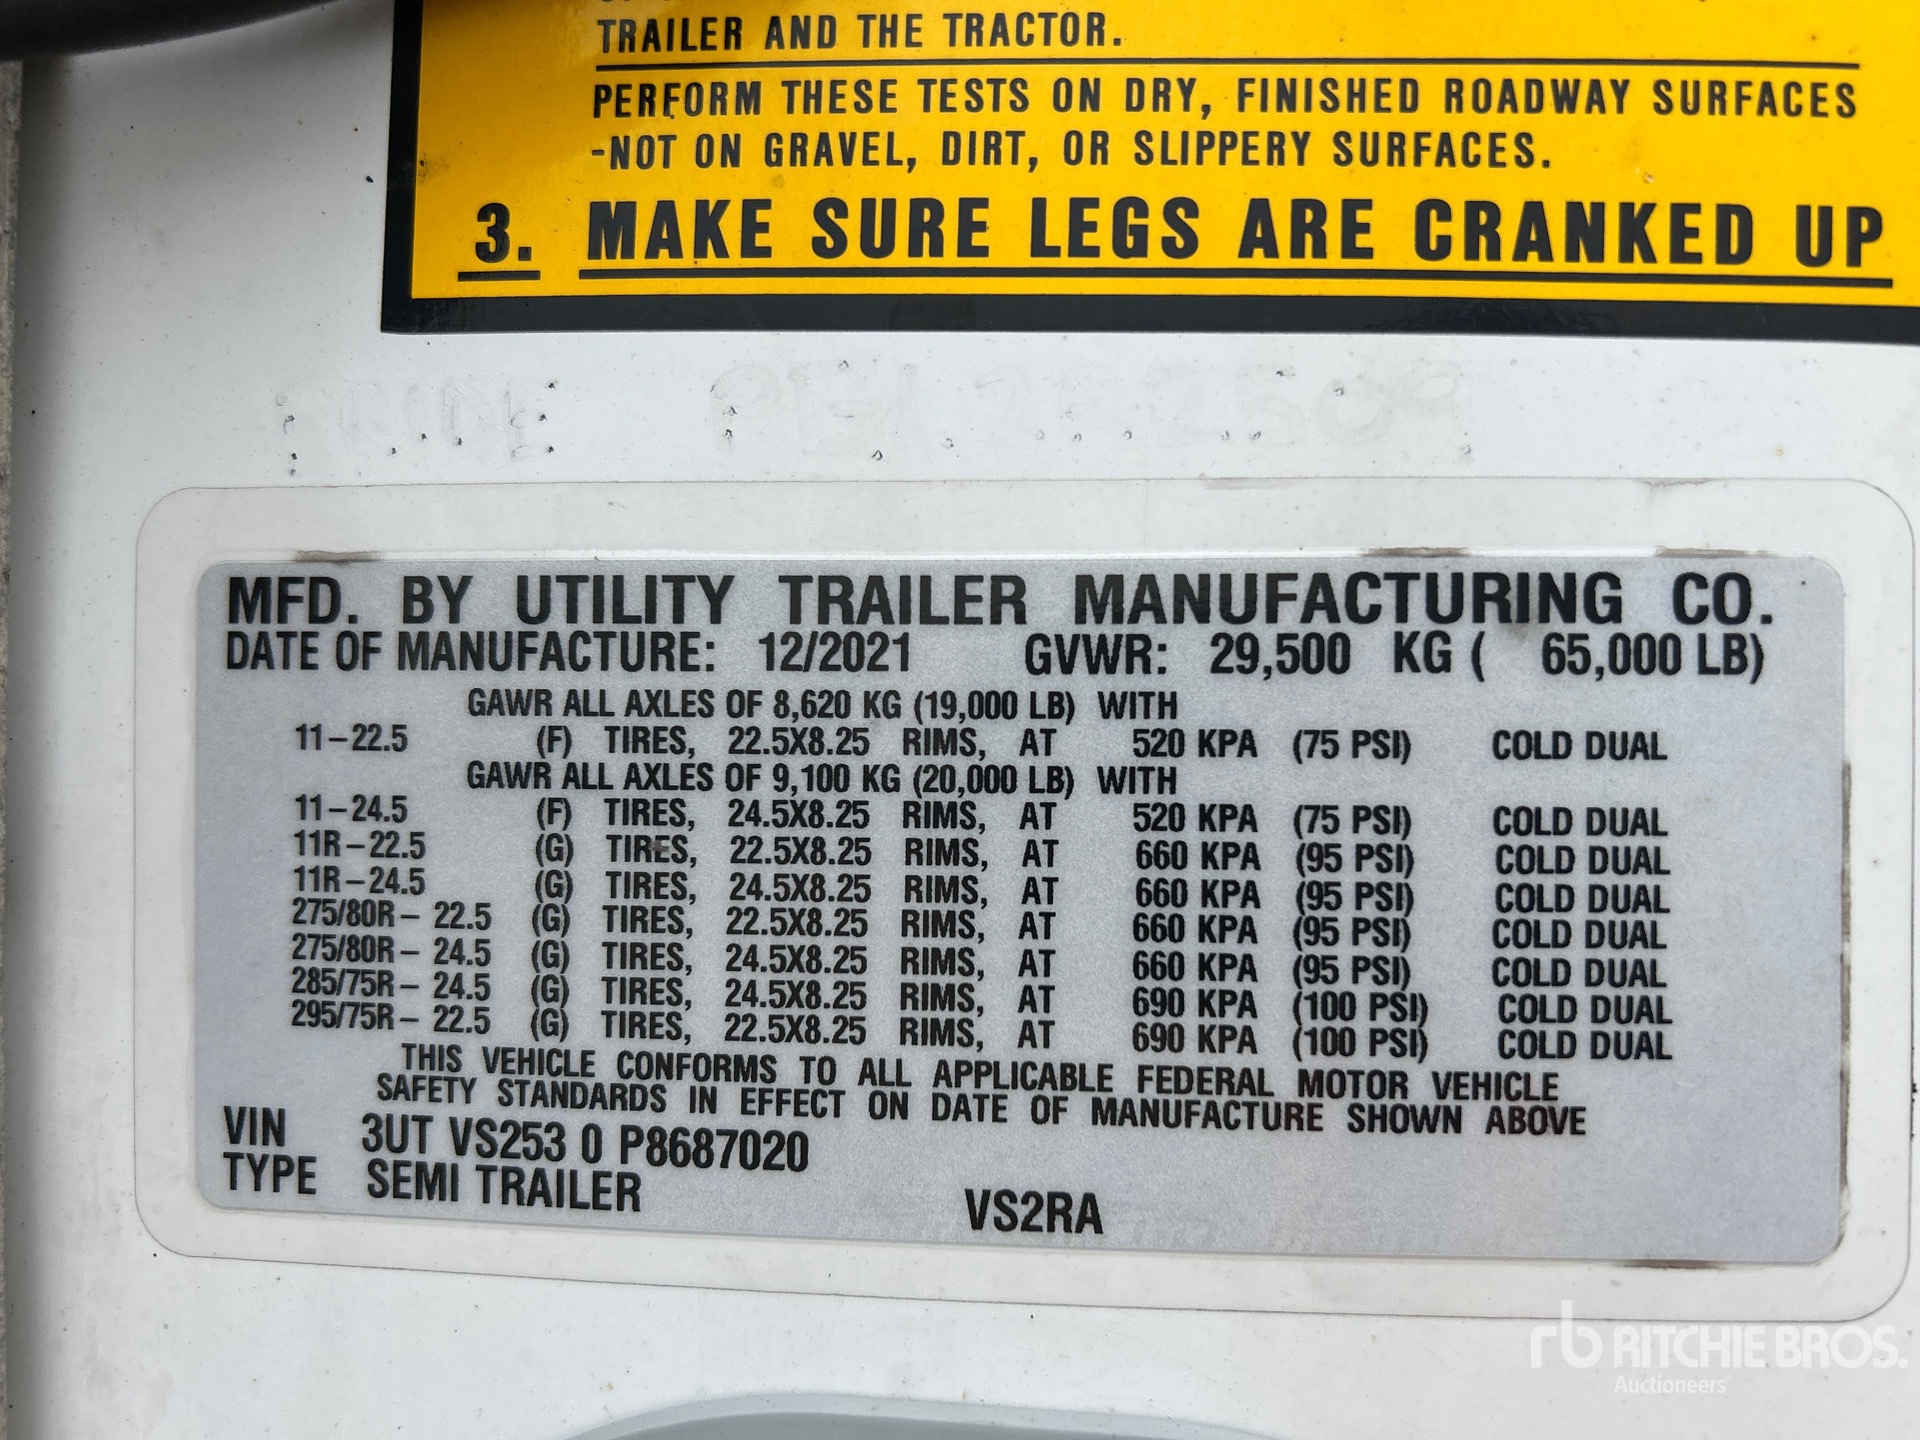 TRAILER AND THE TRACTOR.
PERFORM THESE TESTS ON DRY, FINISHED ROADWAY SURFACES
-NOT ON GRAVEL, DIRT, OR SLIPPERY SURFACES.
3. MAKE SURE LEGS ARE CRANKED UP
MFD. BY UTILITY TRAILER MANUFACTURING CO.
DATE OF MANUFACTURE: 12/2021 GVWR: 29,500 KG ( 65,000 LB)
GAWR ALL AXLES OF 8,620 KG (19,000 LB) WITH
11-22.5 (F) TIRES, 22.5X8.25 RIMS, AT 520 KPA (75 PSI) COLD DUAL
GAWR ALL AXLES OF 9,100 KG (20,000 LB) WITH
11-24.5 (F) TIRES, 24.5X8.25 RIMS, AT 520 KPA (75 PSI) COLD DUAL
11R-22.5 (G) TIRES, 22.5X8.25 RIMS, AT 660 KPA (95 PSI) COLD DUAL
11R-24.5 (G) TIRES, 24.5X8.25 RIMS, AT 660 KPA (95 PSI) COLD DUAL
275/80R- 22.5 (G) TIRES, 22.5X8.25 RIMS, AT 660 KPA (95 PSI) COLD DUAL
275/80R- 24.5 (G) TIRES, 24.5X8.25 RIMS, AT 660 KPA (95 PSI) COLD DUAL
285/75R- 24.5 (G) TIRES, 24.5X8.25 RIMS, AT 690 KPA (100 PSI) COLD DUAL
295/75R- 22.5 (G) TIRES, 22.5X8.25 RIMS, AT 690 KPA (100 PSI) COLD DUAL
THIS VEHICLE CONFORMS TO ALL APPLICABLE FEDERAL MOTOR VEHICLE
SAFETY STANDARDS IN EFFECT ON DATE OF MANUFACTURE SHOWN ABOVE
VIN 3UT VS253 0 P8687020
TYPE SEMI TRAILER VS2RA
rb RITCHIE BROS.
Auctioneers